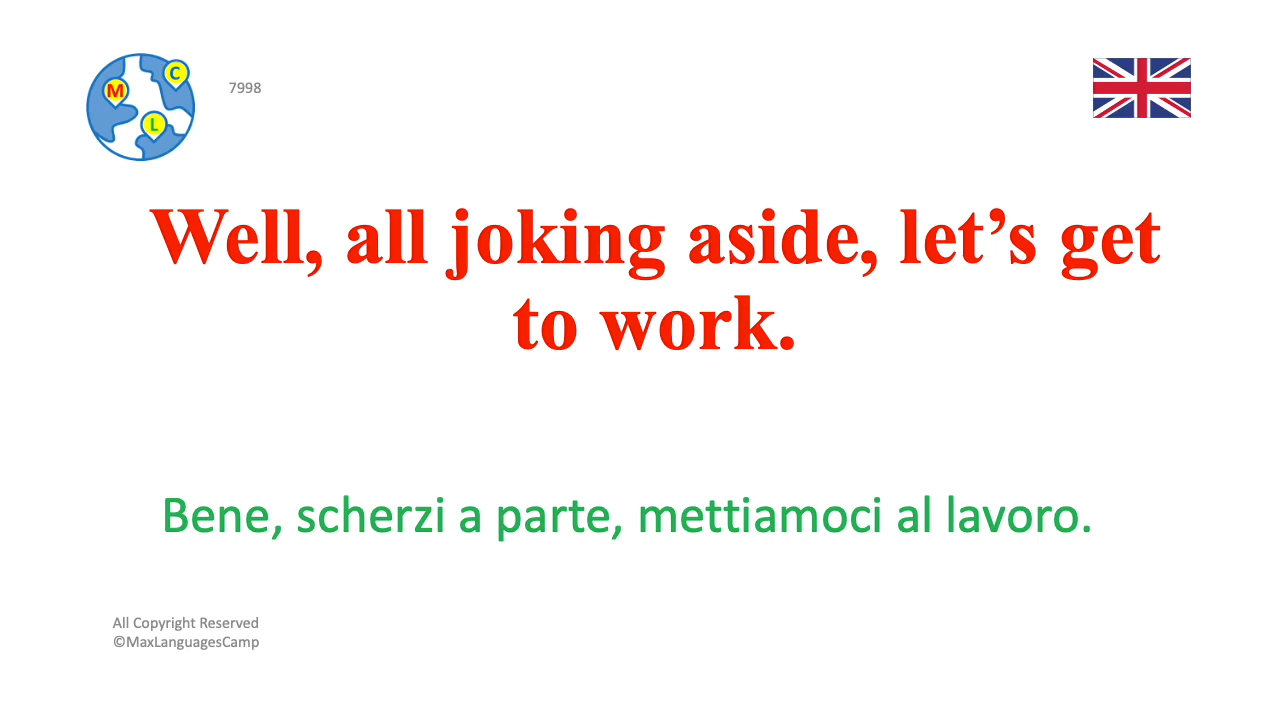 M
C
L
7998
Well, all joking aside, let’s get
to work.
Bene, scherzi a parte, mettiamoci al lavoro.
All Copyright Reserved
©MaxLanguagesCamp